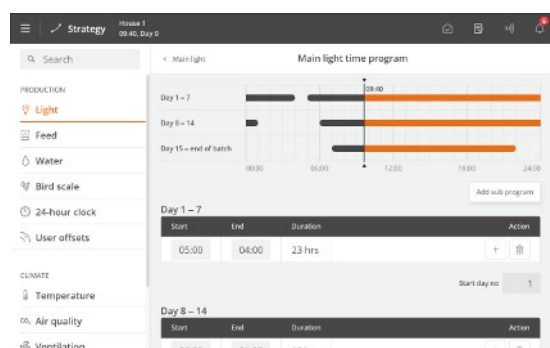 Strategy
House 1
09:40, Day 0
Search
PRODUCTION
Light
Feed
Water
Bird scale
24-hour clock
User offsets
CLIMATE
Temperature
Air quality
Ventilation
< Main light
Main light time program
09:40
Day 1 – 7
Day 8 – 14
Day 15 – end of batch
00:00 06:00 12:00 18:00 24:00
Add sub program
Day 1 – 7
Start End Duration Action
05:00 04:00 23 hrs
Start day no 1
Day 8 – 14
Start End Duration Action